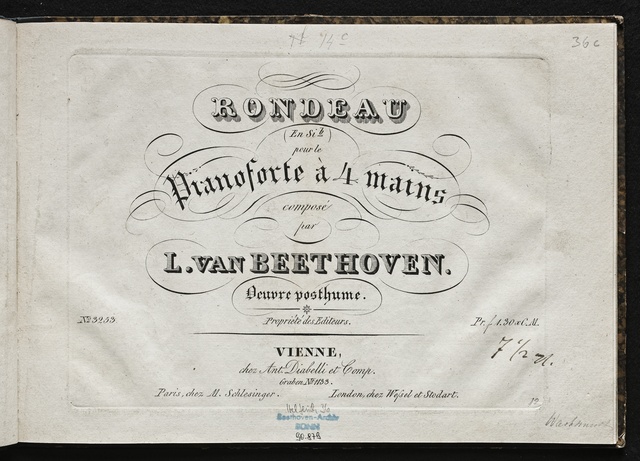 36c
RONDEAU
(En Si b)
pour le
Pianoforte à 4 mains
composé
par
L. VAN BEETHOVEN.
Oeuvre posthume.
No. 3253.
Propriété des Editeurs.
Pr. f 1.30 x C.M.
VIENNE,
chez Ant. Diabelli et Comp.
Graben No. 1133.
Paris, chez M. Schlesinger.
London, chez Wessel et Stodart.
Beethoven-Archiv
BONN